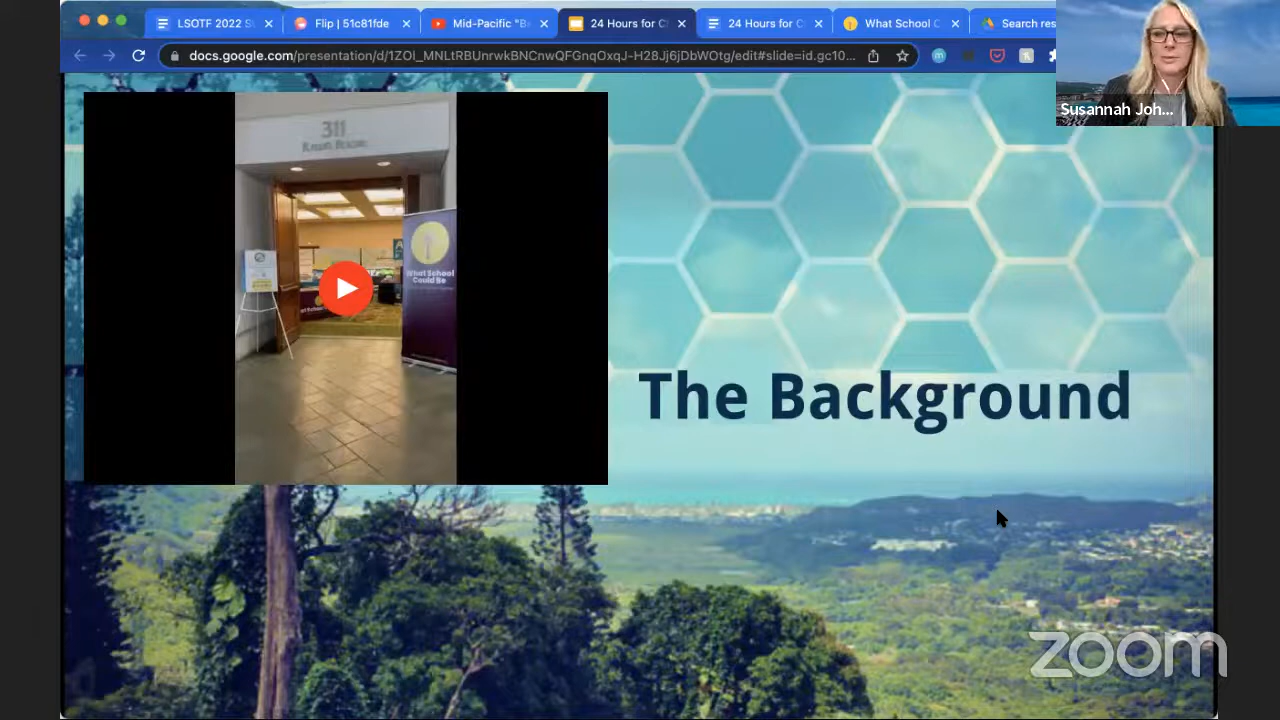 LSOTF 2022 S
Flip | 51c81fde
Mid-Pacific "B
24 Hours for C
24 Hours for C
What School C
Search res
docs.google.com/presentation/d/1ZOl_MNLtRBUnrwkBNCnwQFGnqOxqJ-H28Jj6jDbWOtg/edit#slide=id.gc10...
Susannah Joh...
311
What School
Could Be
The Background
zoom